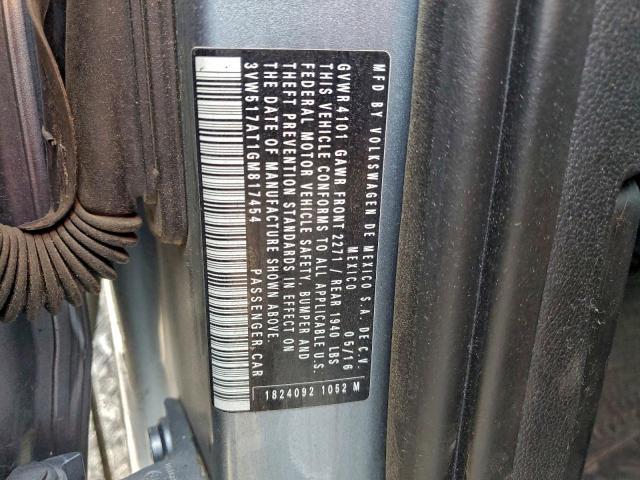 MFD BY VOLKSWAGEN DE MEXICO S.A. DE C.V.
MEXICO 05/16
GVWR4101 GAWR FRONT 2271 / REAR 1940 LBS
THIS VEHICLE CONFORMS TO ALL APPLICABLE U.S.
FEDERAL MOTOR VEHICLE SAFETY, BUMPER AND
THEFT PREVENTION STANDARDS IN EFFECT ON
THE DATE OF MANUFACTURE SHOWN ABOVE.
3VW517AT1GM817454 PASSENGER CAR
1824092 1052 M